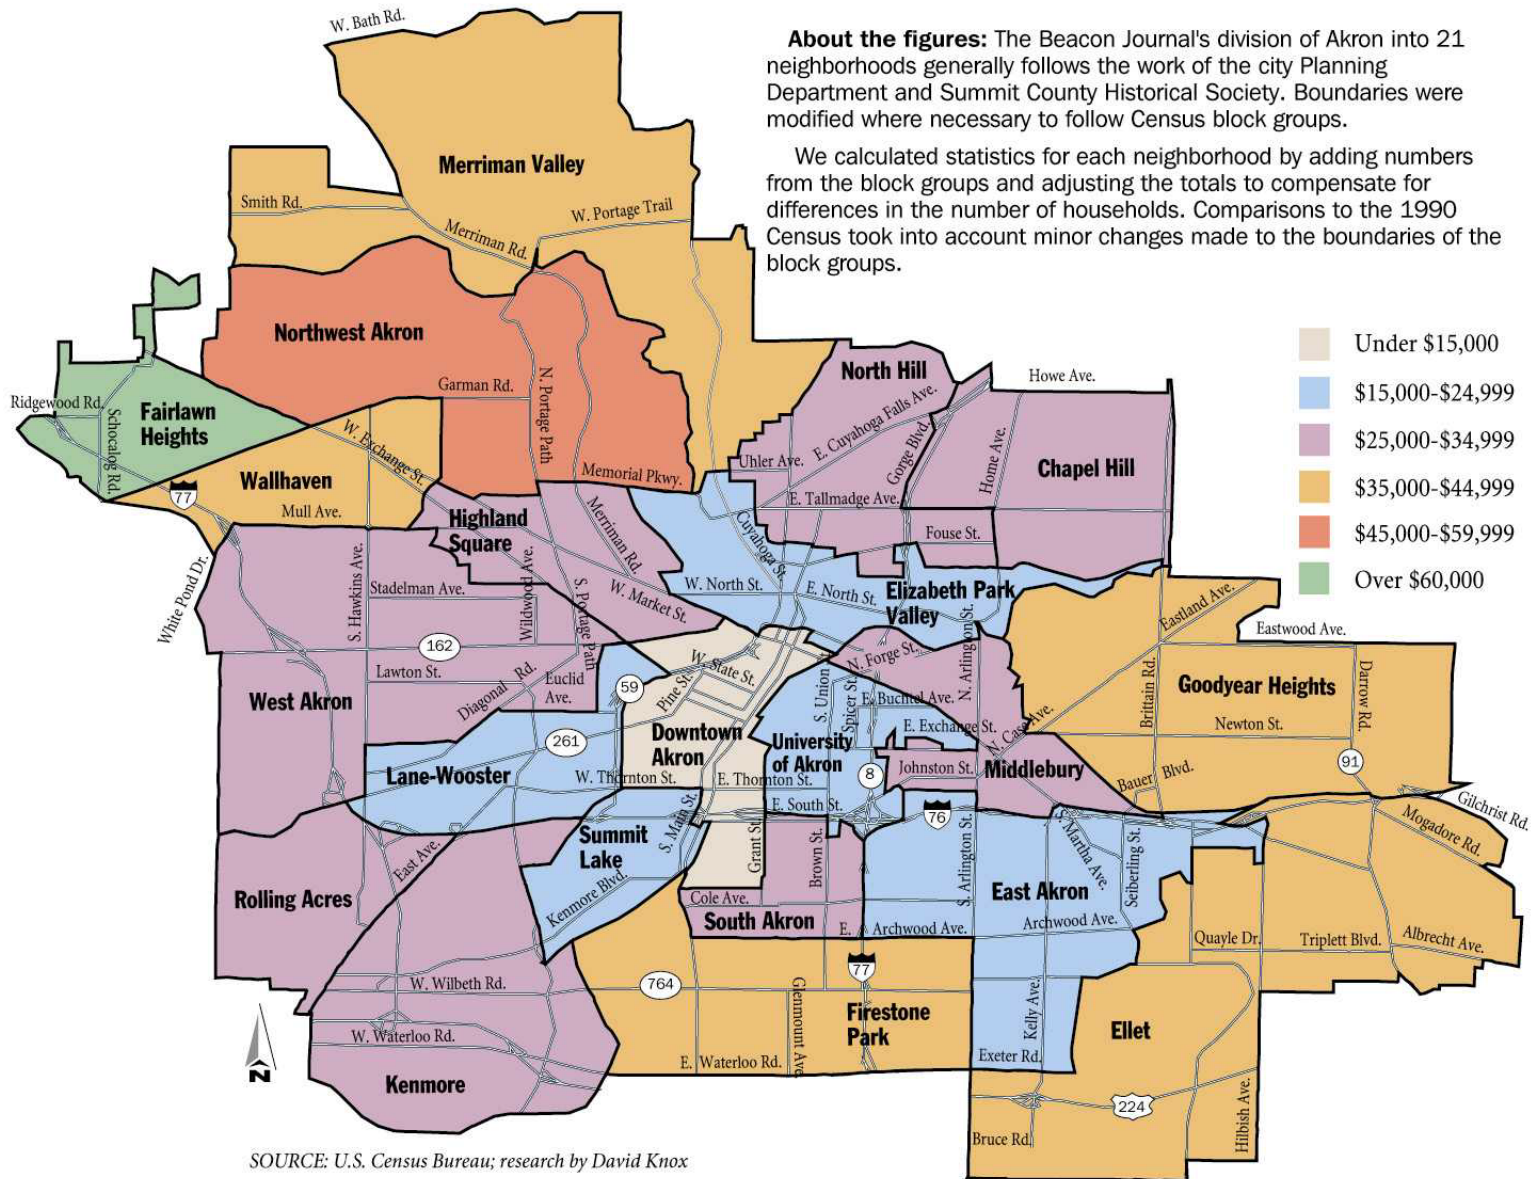 About the figures: The Beacon Journal's division of Akron into 21
neighborhoods generally follows the work of the city Planning
Department and Summit County Historical Society. Boundaries were
modified where necessary to follow Census block groups.
We calculated statistics for each neighborhood by adding numbers
from the block groups and adjusting the totals to compensate for
differences in the number of households. Comparisons to the 1990
Census took into account minor changes made to the boundaries of the
block groups.
Under $15,000
$15,000-$24,999
$25,000-$34,999
$35,000-$44,999
$45,000-$59,999
Over $60,000
W. Bath Rd.
Merriman Valley
Smith Rd.
W. Portage Trail
Merriman Rd.
Northwest Akron
Garman Rd.
N. Portage Path
Memorial Pkwy.
Ridgewood Rd.
Schocalog Rd.
Fairlawn
Heights
W. Exchange St.
Wallhaven
77
Mull Ave.
White Pond Dr.
North Hill
Howe Ave.
E. Cuyahoga Falls Ave.
Gorge Blvd.
Home Ave.
Chapel Hill
Uhler Ave.
E. Tallmadge Ave.
Fouse St.
Highland
Square
Merriman Rd.
Cuyahoga St.
S. Hawkins Ave.
Stadelman Ave.
Wildwood Ave.
S. Portage Path
W. Market St.
W. North St.
E. North St.
Elizabeth Park
Valley
N. Arlington St.
Eastland Ave.
Eastwood Ave.
162
Lawton St.
Diagonal Rd.
Euclid
Ave.
West Akron
59
W. State St.
Pine St.
N. Forge St.
S. Union St.
Spicer St.
E. Buchtel Ave.
N. Arlington St.
E. Exchange St.
N. Case Ave.
Brittain Rd.
Goodyear Heights
Darrow Rd.
Newton St.
261
Downtown
Akron
University
of Akron
8
Johnston St.
Middlebury
Bauer Blvd.
91
Gilchrist Rd.
Lane-Wooster
W. Thornton St.
E. Thornton St.
E. South St.
76
Mogadore Rd.
Summit
Lake
S. Main St.
Grant St.
Brown St.
S. Arlington St.
S. Martha Ave.
Seiberling St.
East Ave.
Kenmore Blvd.
Rolling Acres
Cole Ave.
South Akron
E. Archwood Ave.
East Akron
Archwood Ave.
Quayle Dr.
Triplett Blvd.
Albrecht Ave.
W. Wilbeth Rd.
764
77
Glenmount Ave.
Firestone
Park
Kelly Ave.
Ellet
W. Waterloo Rd.
E. Waterloo Rd.
Exeter Rd.
N
Kenmore
224
Bruce Rd.
Hilbish Ave.
SOURCE: U.S. Census Bureau; research by David Knox